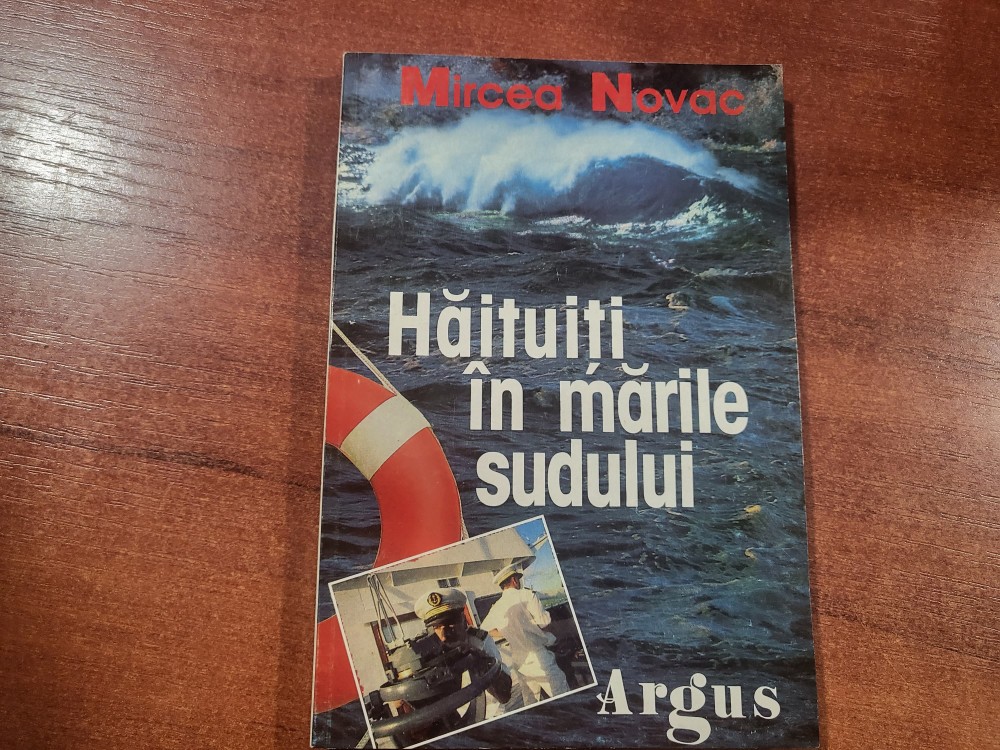 Mircea Novac
Hăituiți
în mările
sudului
Argus